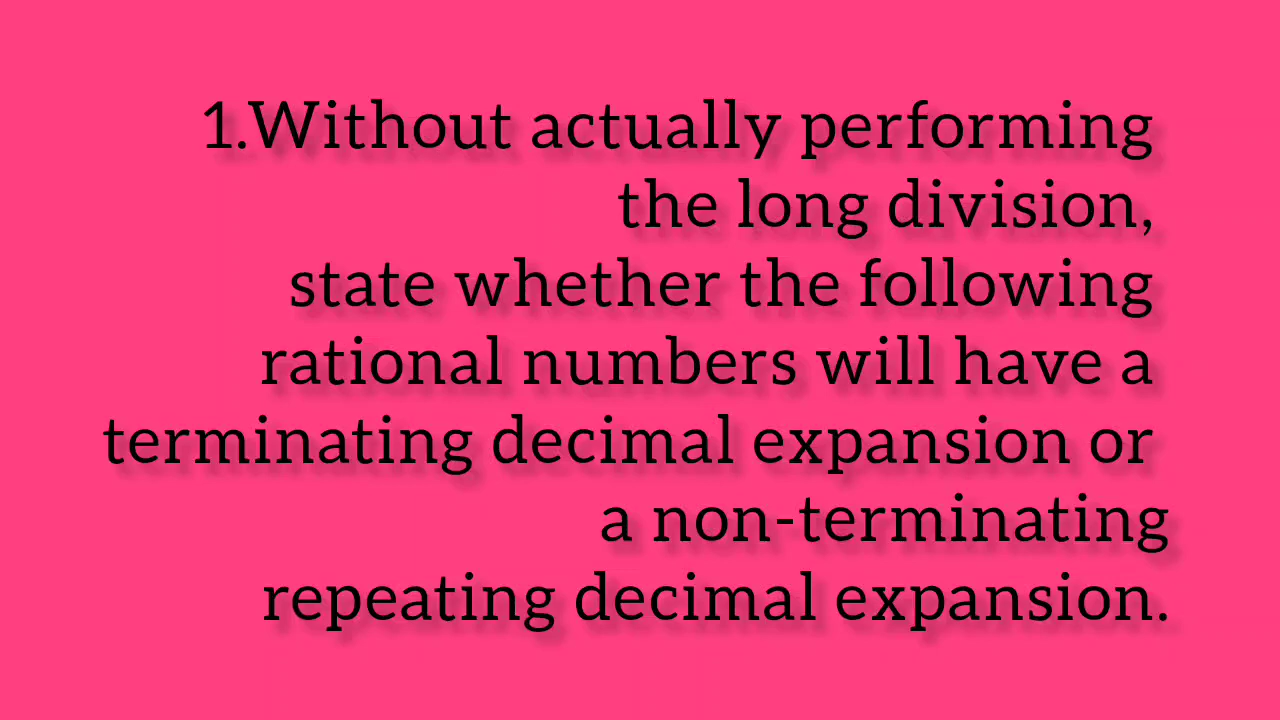 1.Without actually performing
the long division,
state whether the following
rational numbers will have a
terminating decimal expansion or
a non-terminating
repeating decimal expansion.